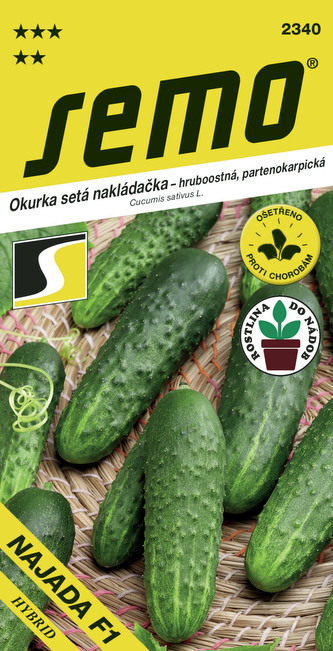 2340
semo®
Okurka setá nakládačka – hruboostná, partenokarpická
Cucumis sativus L.
OŠETŘENO
PROTI CHOROBÁM
ROSTLINA DO NÁDOB
NAJADA F1
HYBRID